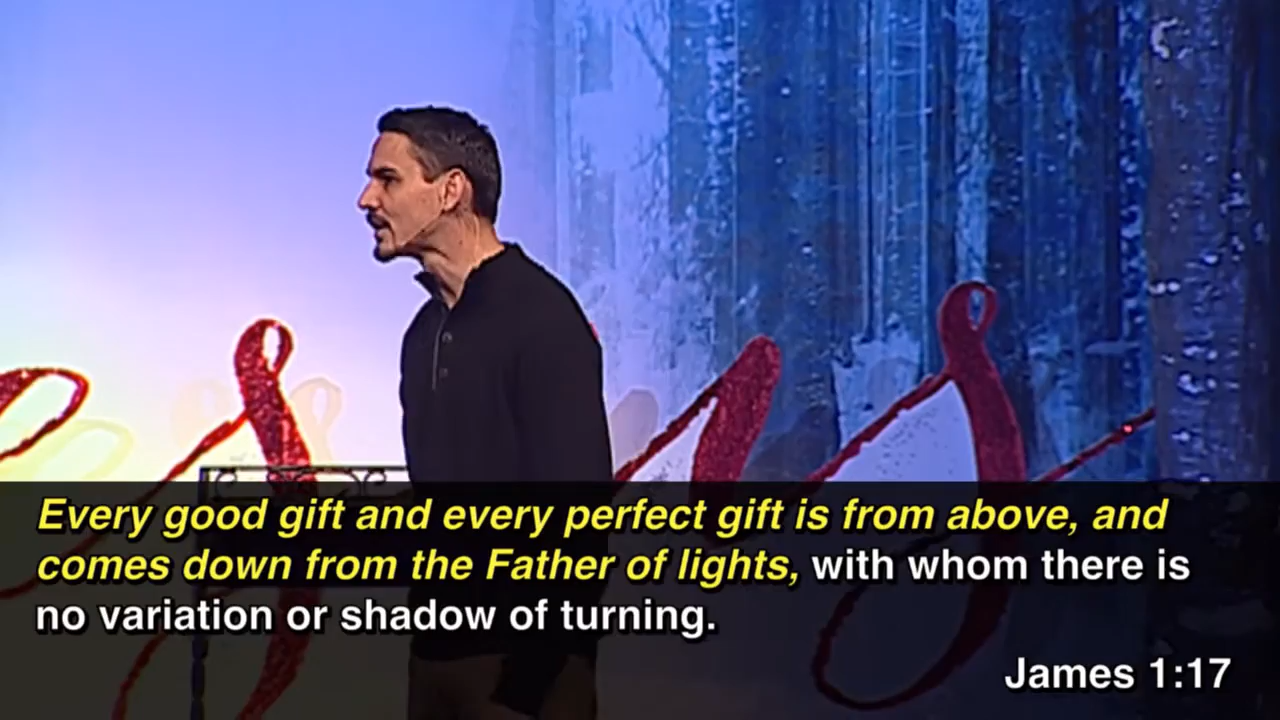 Every good gift and every perfect gift is from above, and
comes down from the Father of lights, with whom there is
no variation or shadow of turning.
James 1:17